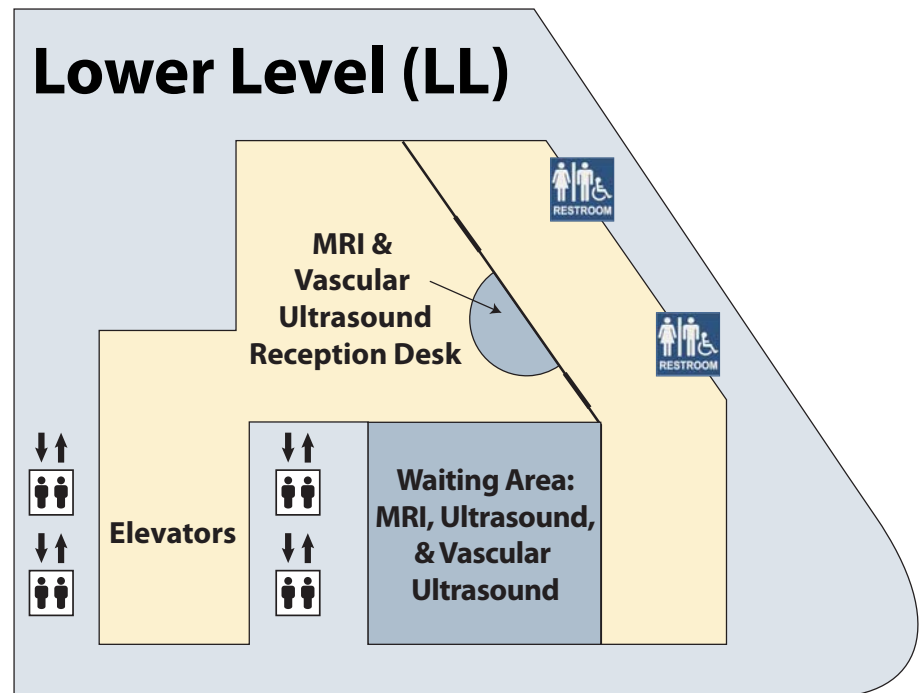 Lower Level (LL)
RESTROOM
MRI &
Vascular
Ultrasound
Reception Desk
RESTROOM
Elevators
Waiting Area:
MRI, Ultrasound,
& Vascular
Ultrasound